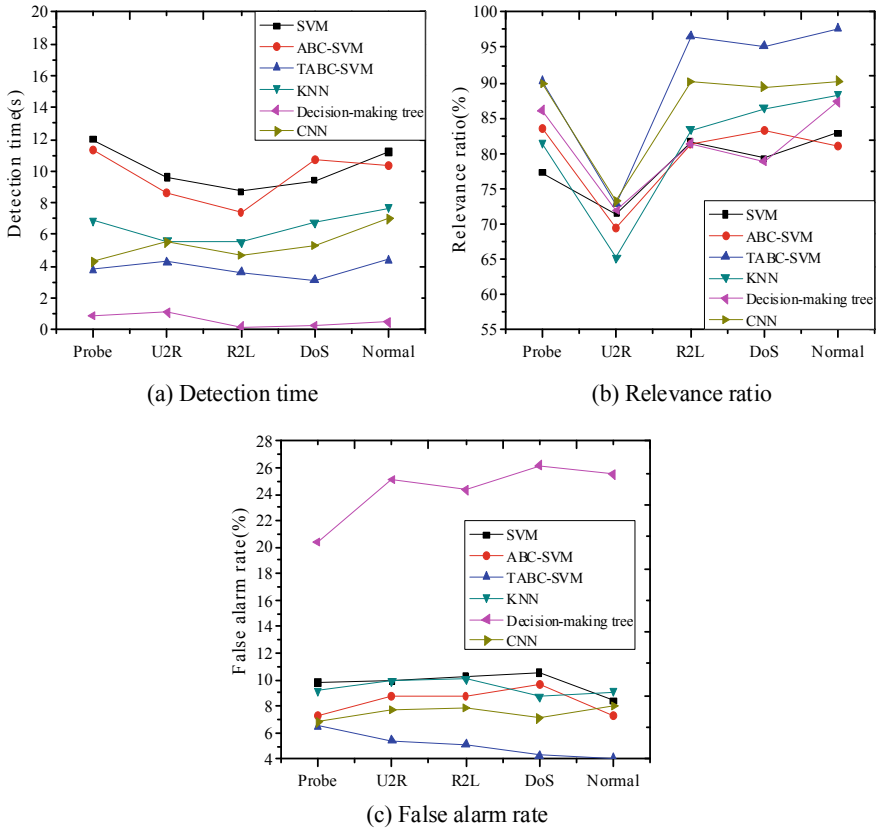 20
18
16
14
12
10
8
6
4
2
0
Detection time(s)
SVM
ABC-SVM
TABC-SVM
KNN
Decision-making tree
CNN
Probe U2R R2L DoS Normal
(a) Detection time
100
95
90
85
80
75
70
65
60
55
Relevance ratio(%)
SVM
ABC-SVM
TABC-SVM
KNN
Decision-making tree
CNN
Probe U2R R2L DoS Normal
(b) Relevance ratio
28
26
24
22
20
18
16
14
12
10
8
6
4
False alarm rate(%)
SVM
ABC-SVM
TABC-SVM
KNN
Decision-making tree
CNN
Probe U2R R2L DoS Normal
(c) False alarm rate